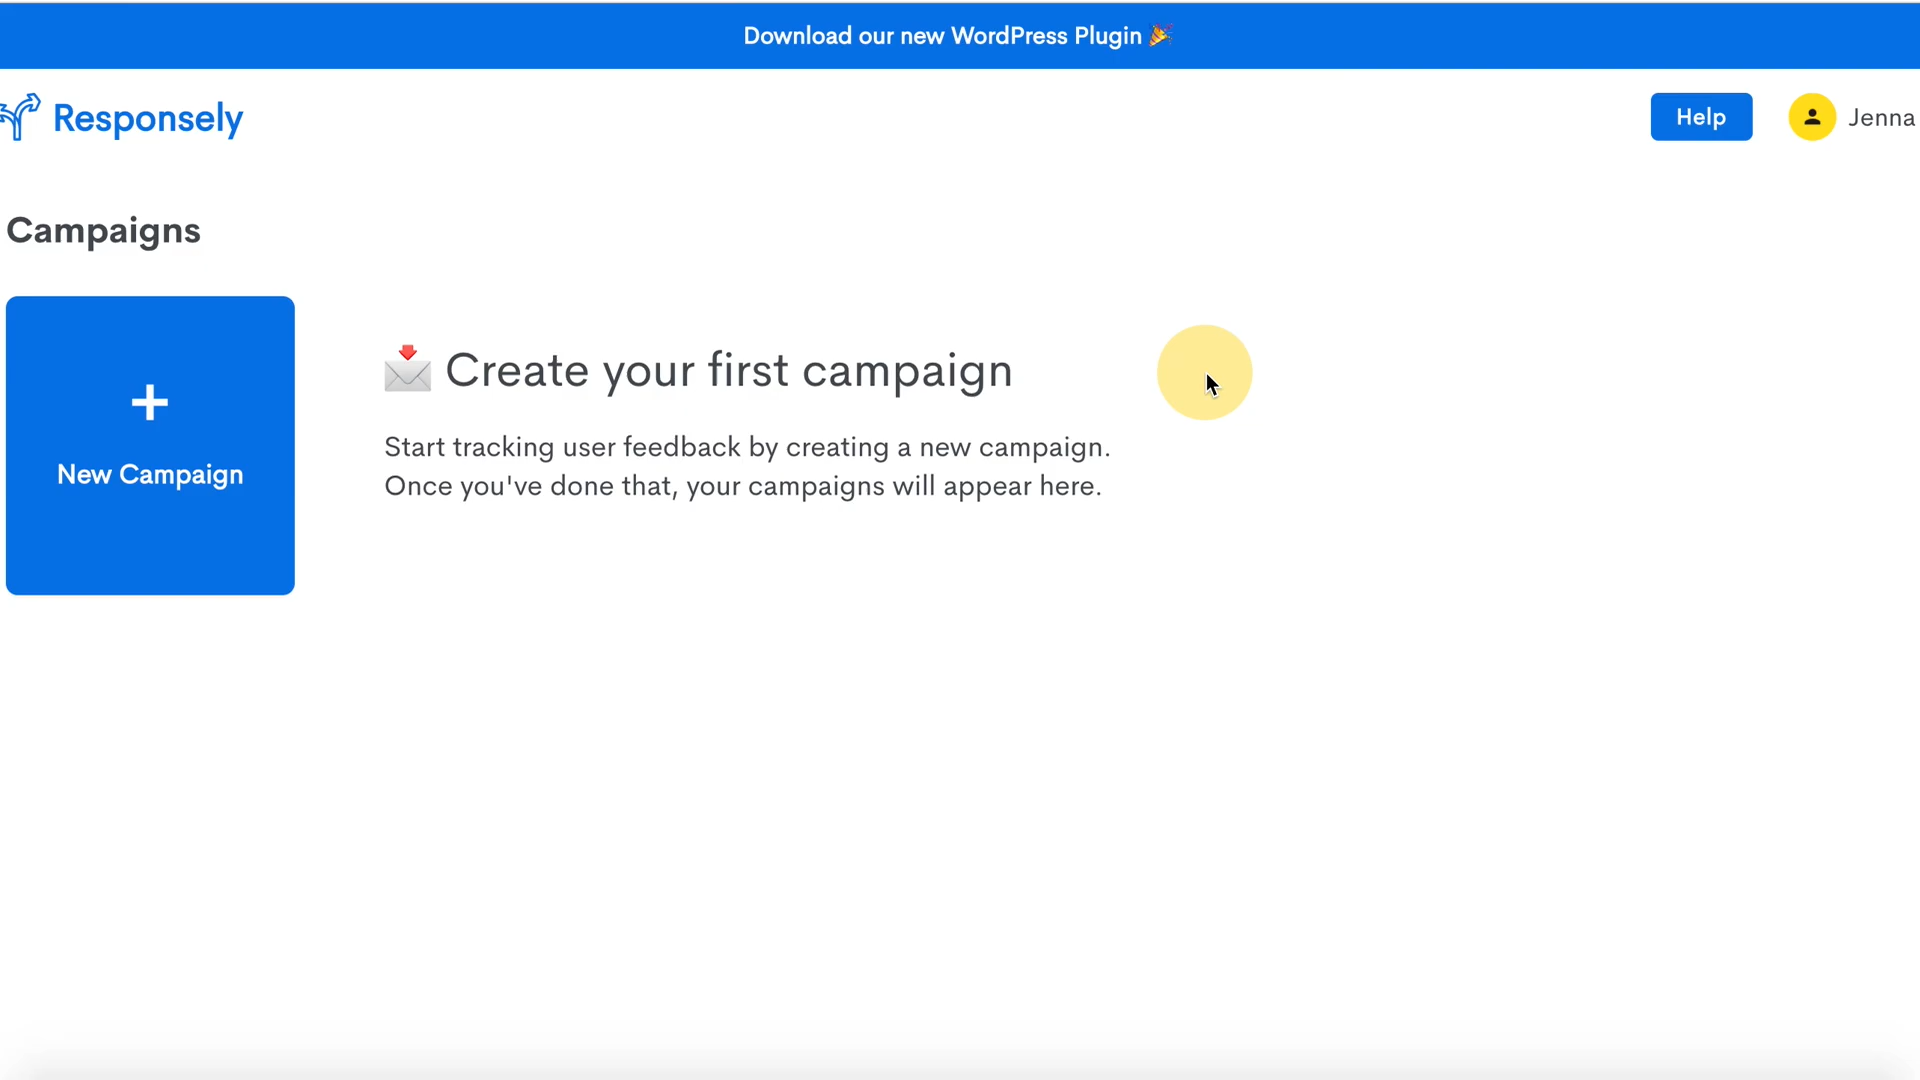 Download our new WordPress Plugin 🎉
Responsely
Help
Jenna
Campaigns
New Campaign
Create your first campaign
Start tracking user feedback by creating a new campaign.
Once you've done that, your campaigns will appear here.